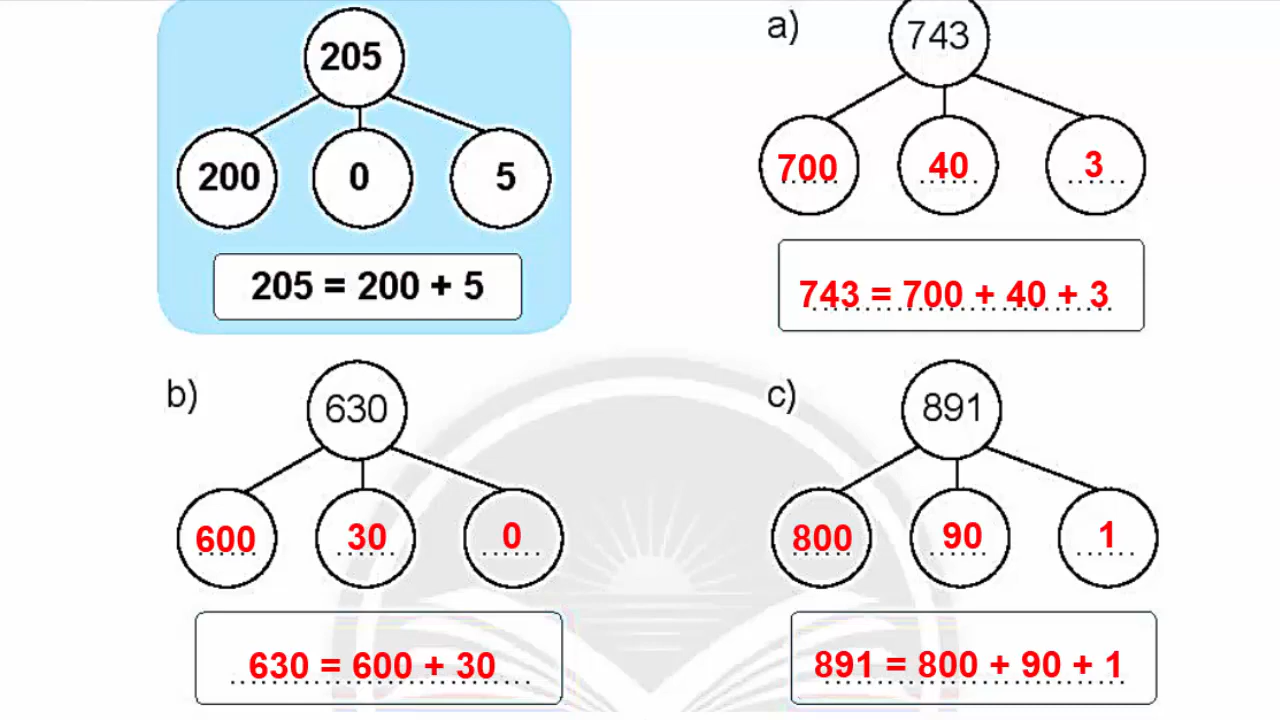 205
200 0 5
205 = 200 + 5
a)
743
700 40 3
743 = 700 + 40 + 3
b)
630
600 30 0
630 = 600 + 30
c)
891
800 90 1
891 = 800 + 90 + 1